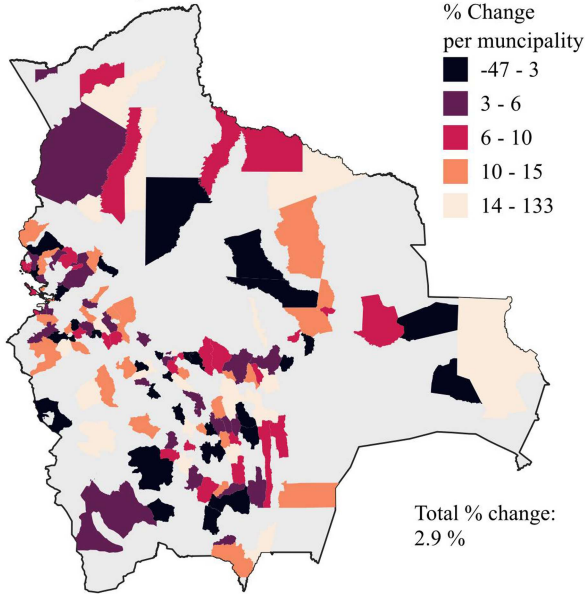 % Change
per muncipality
-47 - 3
3 - 6
6 - 10
10 - 15
14 - 133
Total % change:
2.9 %